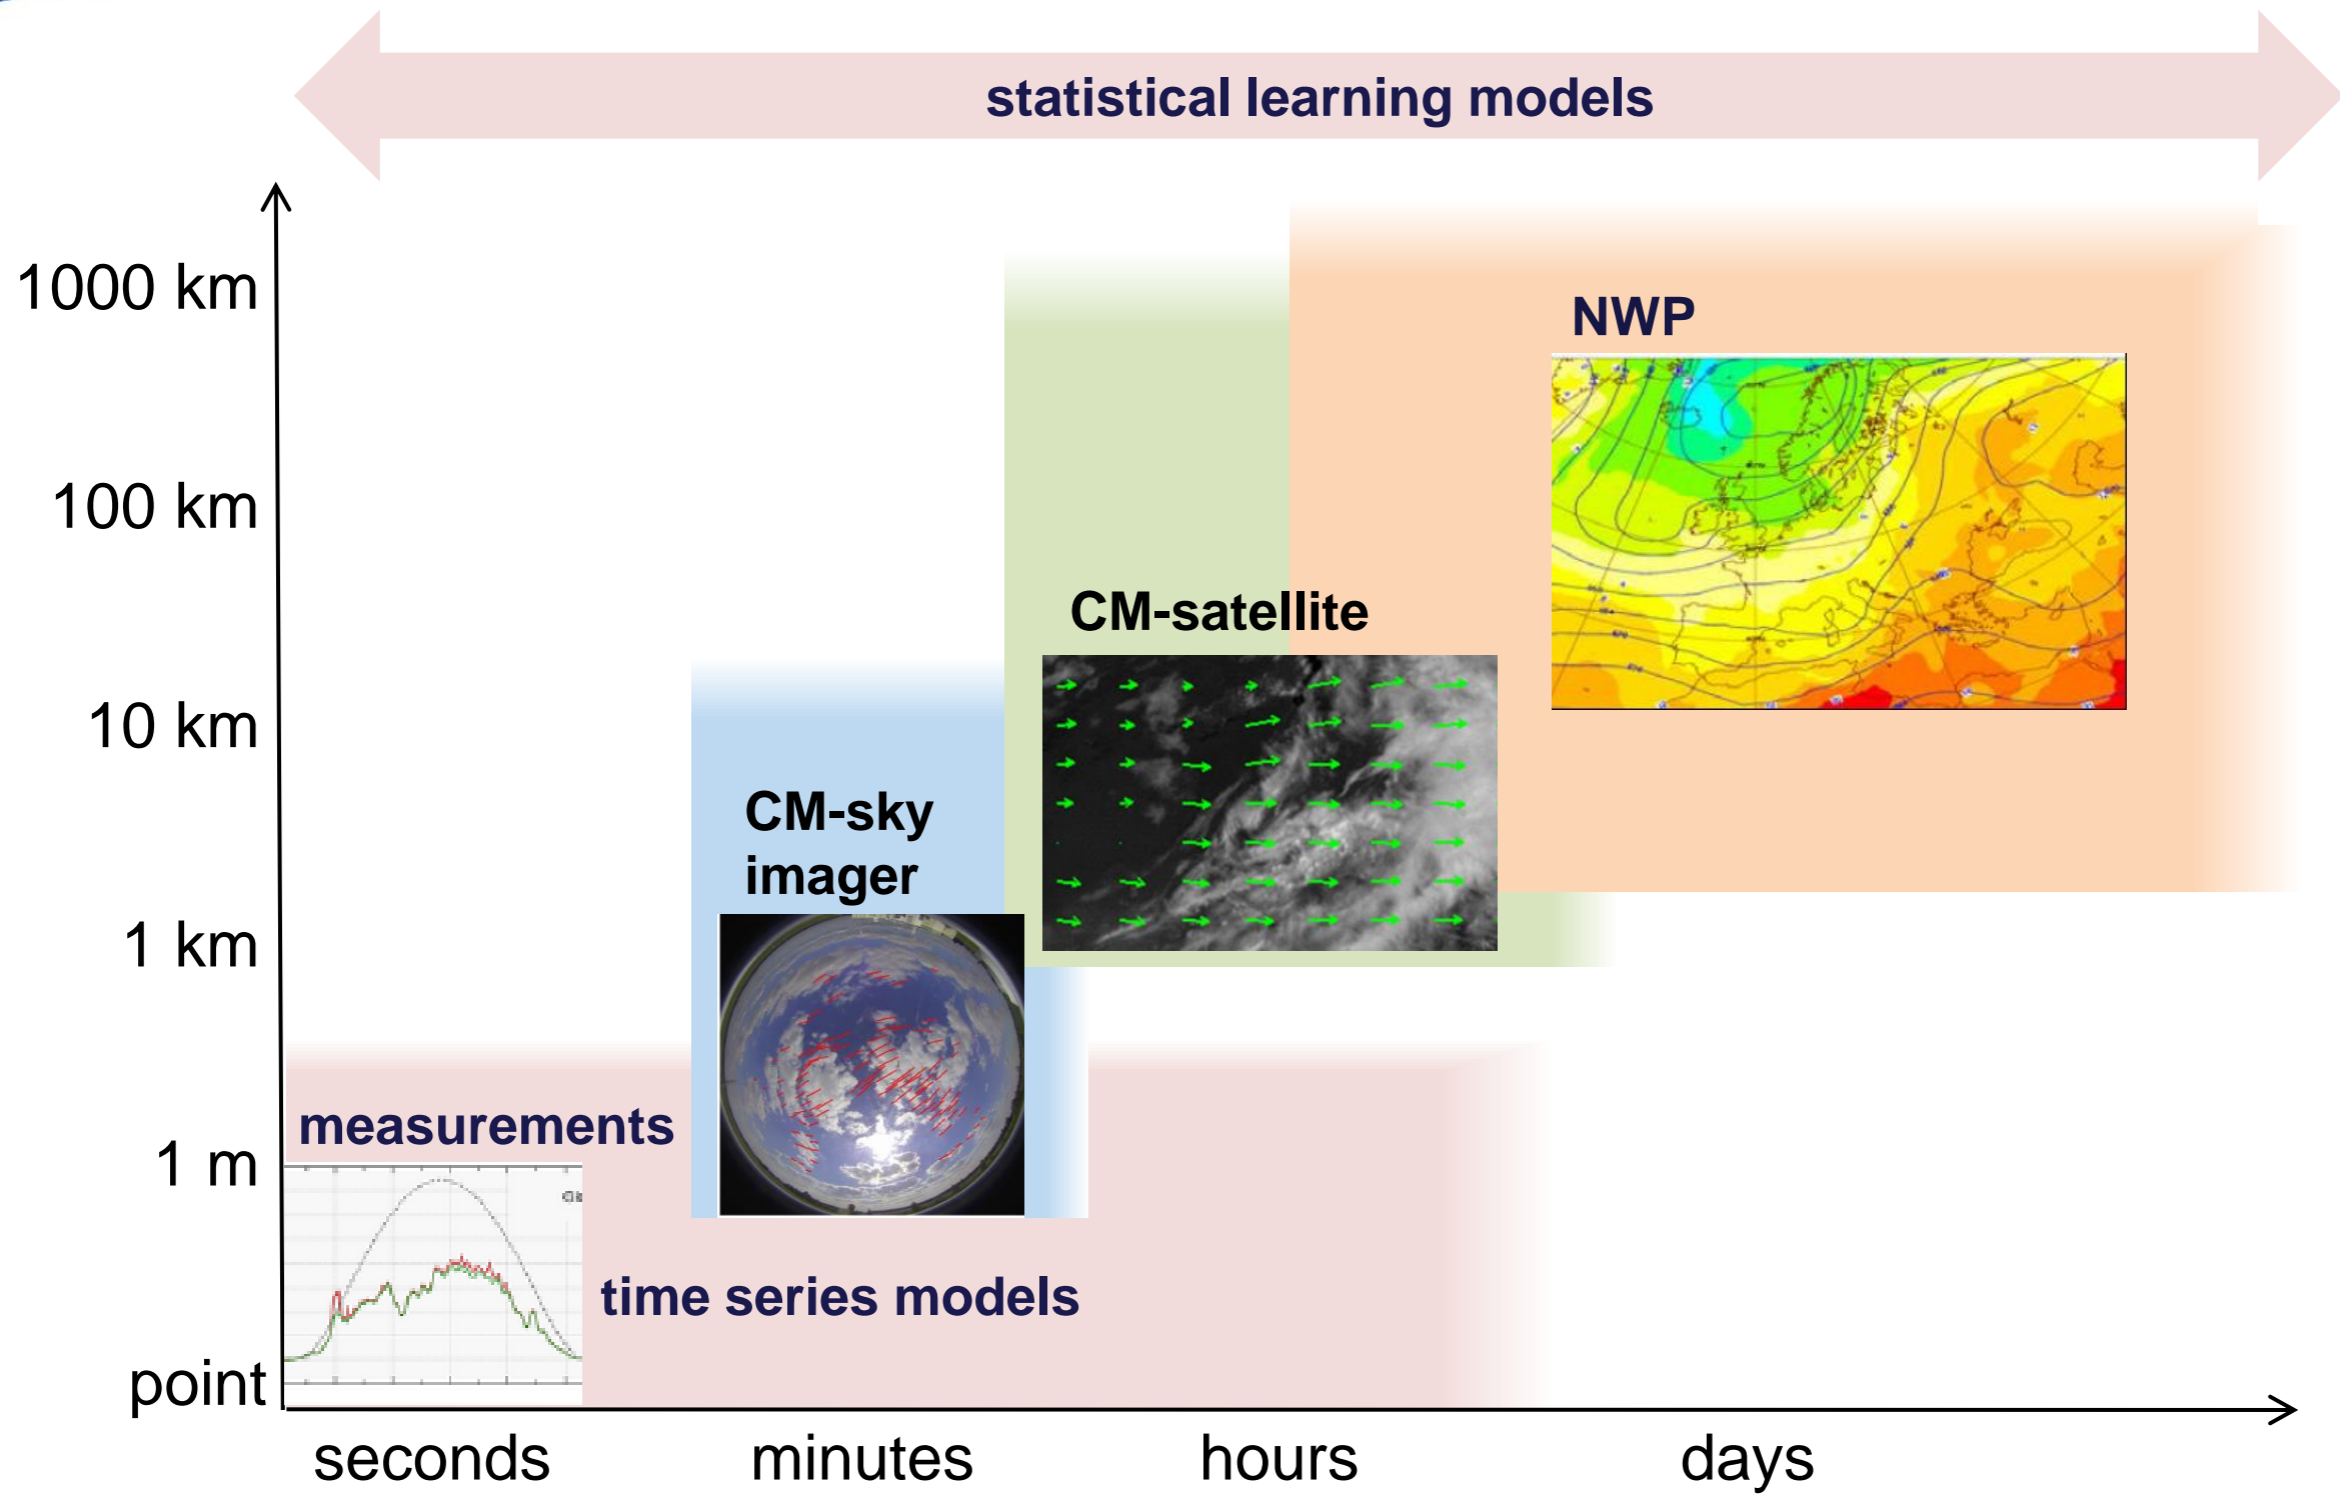 statistical learning models
1000 km
NWP
100 km
CM-satellite
10 km
CM-sky
imager
1 km
measurements
1 m
time series models
point
seconds
minutes
hours
days